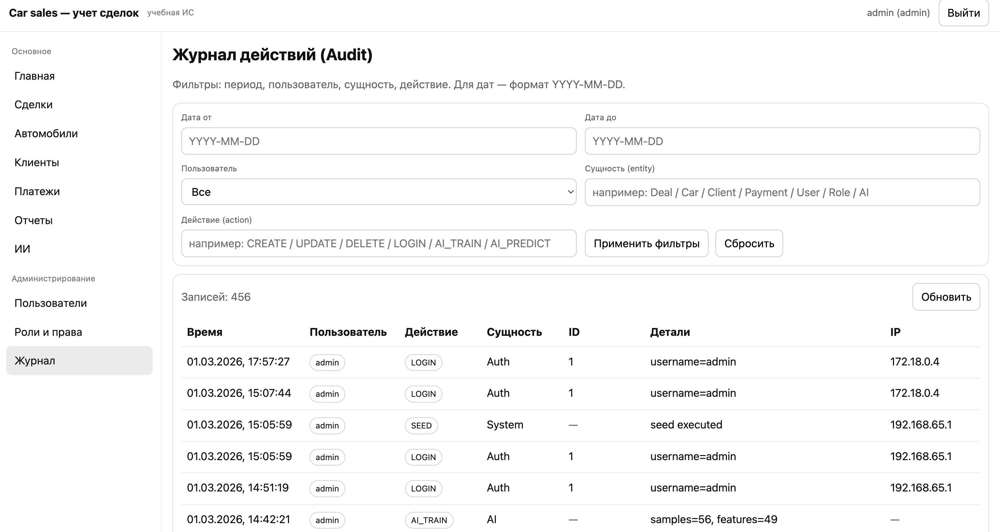 Car sales — учет сделок учебная ИС admin (admin) Выйти
Основное
Главная
Сделки
Автомобили
Клиенты
Платежи
Отчеты
ИИ
Администрирование
Пользователи
Роли и права
Журнал
Журнал действий (Audit)
Фильтры: период, пользователь, сущность, действие. Для дат — формат YYYY-MM-DD.
Дата от Дата до
YYYY-MM-DD YYYY-MM-DD
Пользователь Сущность (entity)
Все например: Deal / Car / Client / Payment / User / Role / AI
Действие (action)
например: CREATE / UPDATE / DELETE / LOGIN / AI_TRAIN / AI_PREDICT Применить фильтры Сбросить
Записей: 456 Обновить
Время Пользователь Действие Сущность ID Детали IP
01.03.2026, 17:57:27 admin LOGIN Auth 1 username=admin 172.18.0.4
01.03.2026, 15:07:44 admin LOGIN Auth 1 username=admin 172.18.0.4
01.03.2026, 15:05:59 admin SEED System — seed executed 192.168.65.1
01.03.2026, 15:05:59 admin LOGIN Auth 1 username=admin 192.168.65.1
01.03.2026, 14:51:19 admin LOGIN Auth 1 username=admin 192.168.65.1
01.03.2026, 14:42:21 admin AI_TRAIN AI — samples=56, features=49 —